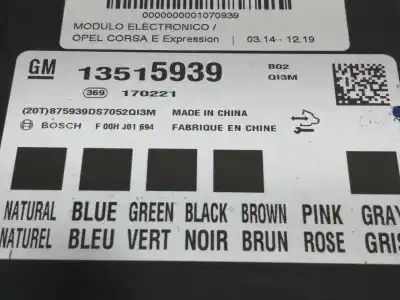 0000000001070939
MODULO ELECTRONICO /
OPEL CORSA E Expression | 03.14 - 12.19
GM 13515939 B02
QI3M
369 170221
(20T)875939DS7052QI3M MADE IN CHINA
BOSCH F 00H J01 694 FABRIQUE EN CHINE
NATURAL BLUE GREEN BLACK BROWN PINK GRAY
NATUREL BLEU VERT NOIR BRUN ROSE GRIS